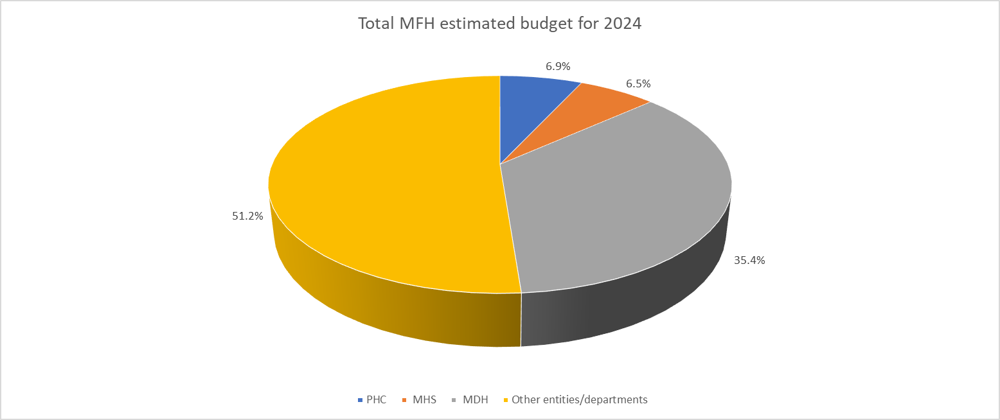 Total MFH estimated budget for 2024
6.9%
6.5%
51.2%
35.4%
PHC MHS MDH Other entities/departments